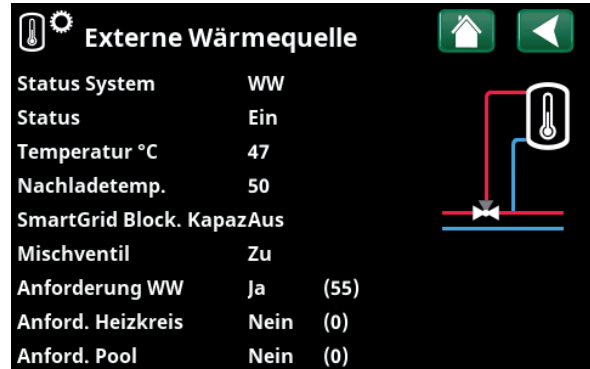 Externe Wärmequelle
Status System WW
Status Ein
Temperatur °C 47
Nachladetemp. 50
SmartGrid Block. KapazAus
Mischventil Zu
Anforderung WW Ja (55)
Anford. Heizkreis Nein (0)
Anford. Pool Nein (0)